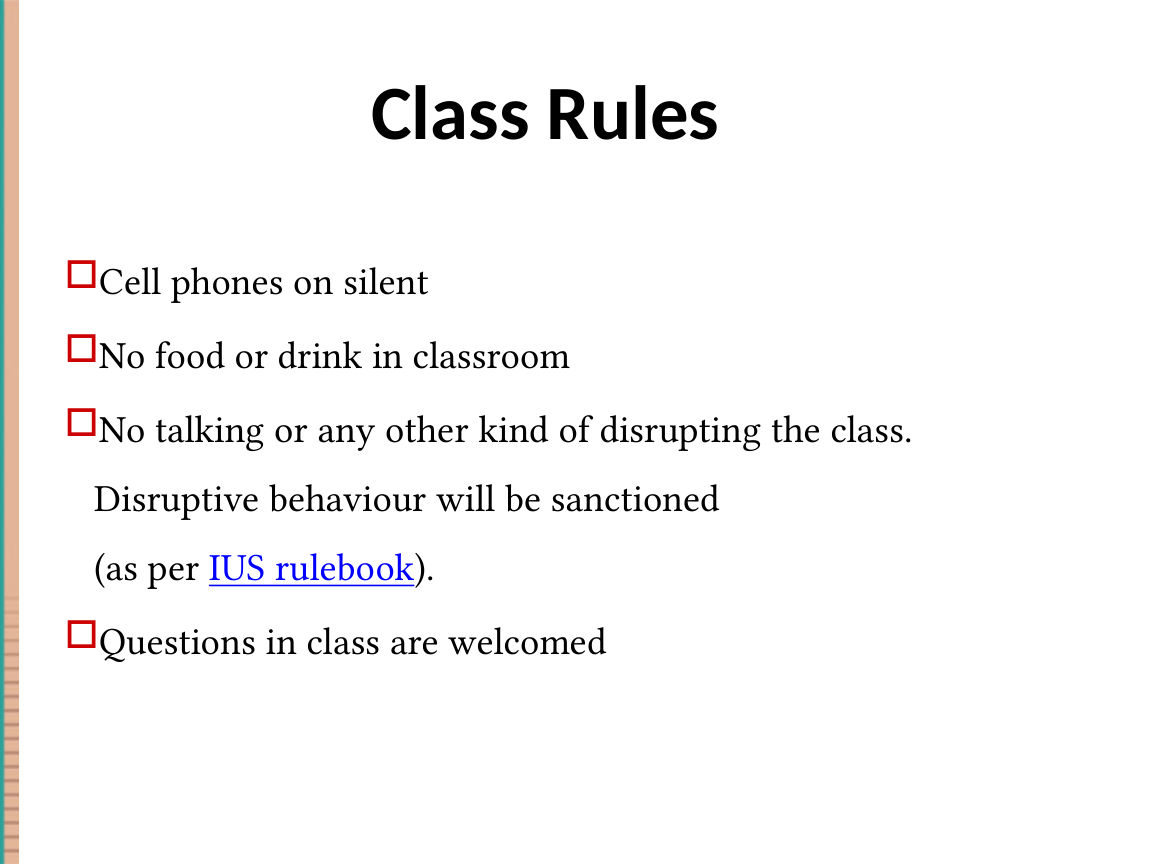 Class Rules
Cell phones on silent
No food or drink in classroom
No talking or any other kind of disrupting the class.
Disruptive behaviour will be sanctioned
(as per IUS rulebook).
Questions in class are welcomed